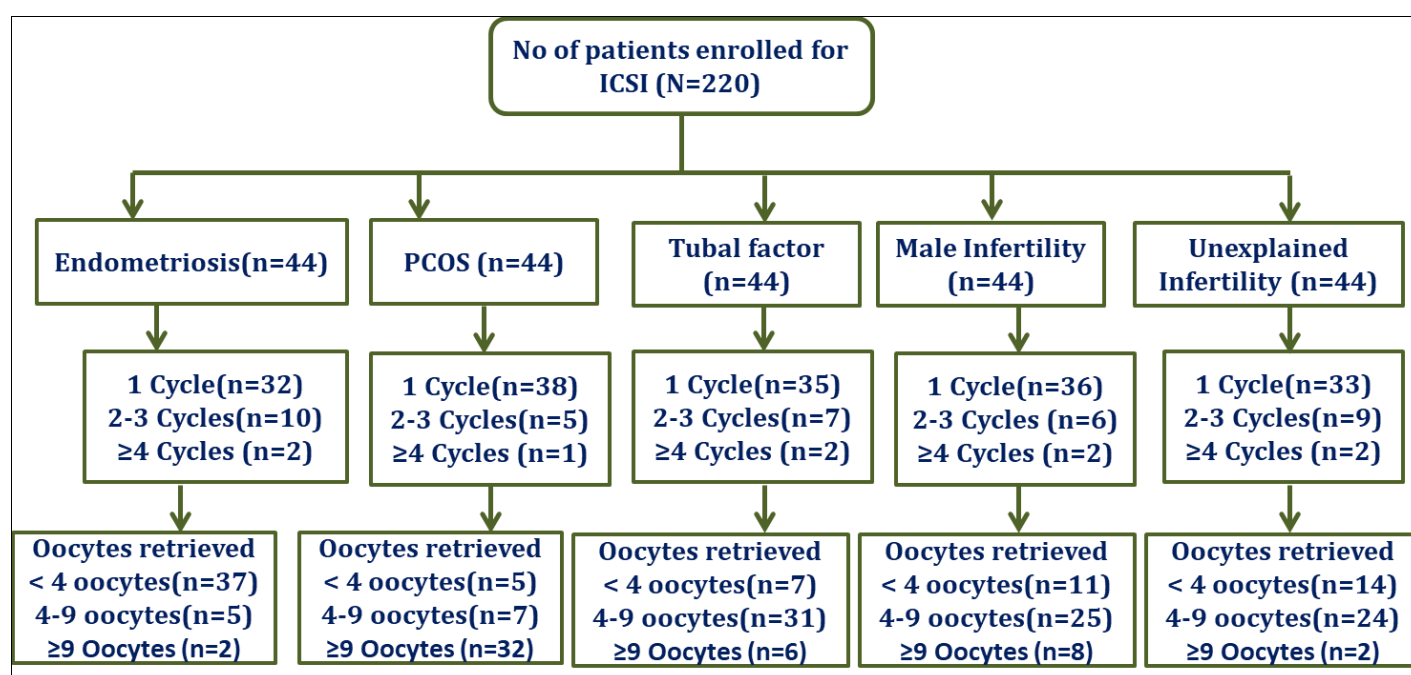 No of patients enrolled for
ICSI (N=220)
Endometriosis(n=44)
PCOS (n=44)
Tubal factor
(n=44)
Male Infertility
(n=44)
Unexplained
Infertility (n=44)
1 Cycle(n=32)
2-3 Cycles(n=10)
≥4 Cycles (n=2)
1 Cycle(n=38)
2-3 Cycles(n=5)
≥4 Cycles (n=1)
1 Cycle(n=35)
2-3 Cycles(n=7)
≥4 Cycles (n=2)
1 Cycle(n=36)
2-3 Cycles (n=6)
≥4 Cycles (n=2)
1 Cycle(n=33)
2-3 Cycles(n=9)
≥4 Cycles (n=2)
Oocytes retrieved
< 4 oocytes(n=37)
4-9 oocytes(n=5)
≥9 Oocytes (n=2)
Oocytes retrieved
< 4 oocytes(n=5)
4-9 oocytes(n=7)
≥9 Oocytes (n=32)
Oocytes retrieved
< 4 oocytes(n=7)
4-9 oocytes(n=31)
≥9 Oocytes (n=6)
Oocytes retrieved
< 4 oocytes(n=11)
4-9 oocytes(n=25)
≥9 Oocytes (n=8)
Oocytes retrieved
< 4 oocytes(n=14)
4-9 oocytes(n=24)
≥9 Oocytes (n=2)